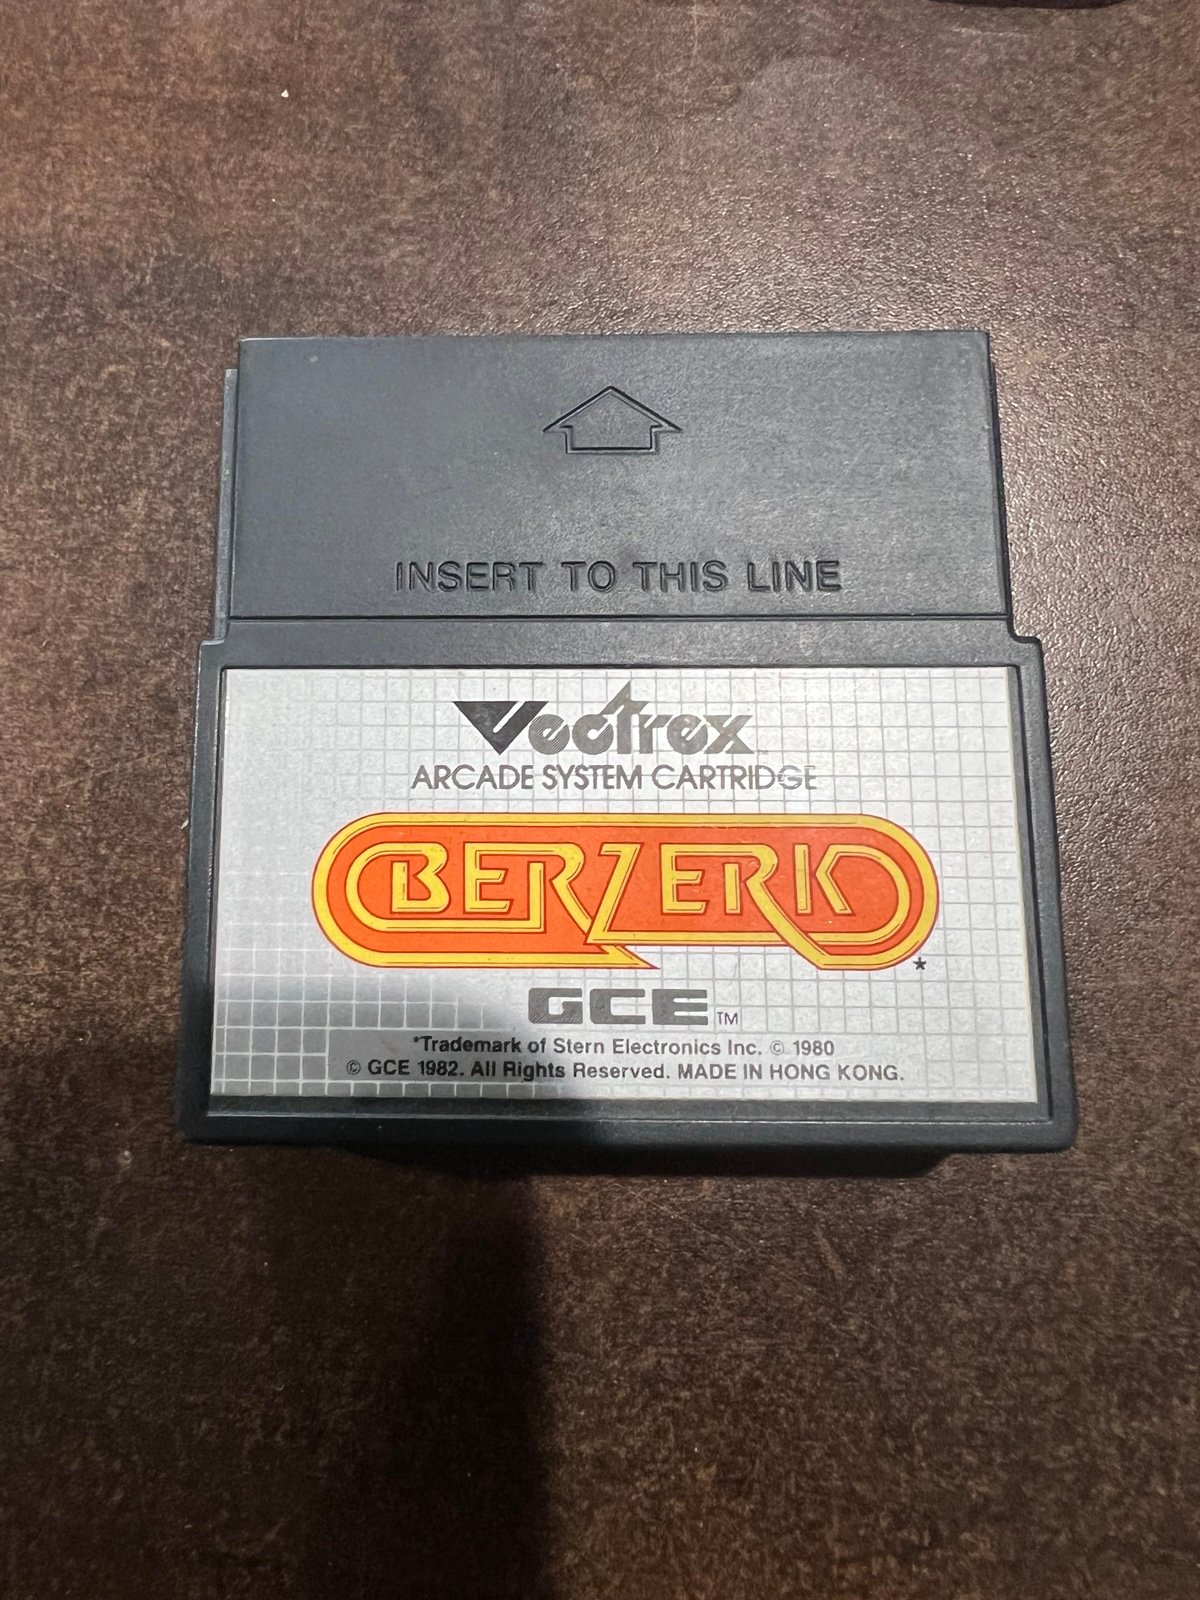 INSERT TO THIS LINE
Vectrex
ARCADE SYSTEM CARTRIDGE
BERZERK*
GCE™
*Trademark of Stern Electronics Inc. © 1980
© GCE 1982. All Rights Reserved. MADE IN HONG KONG.